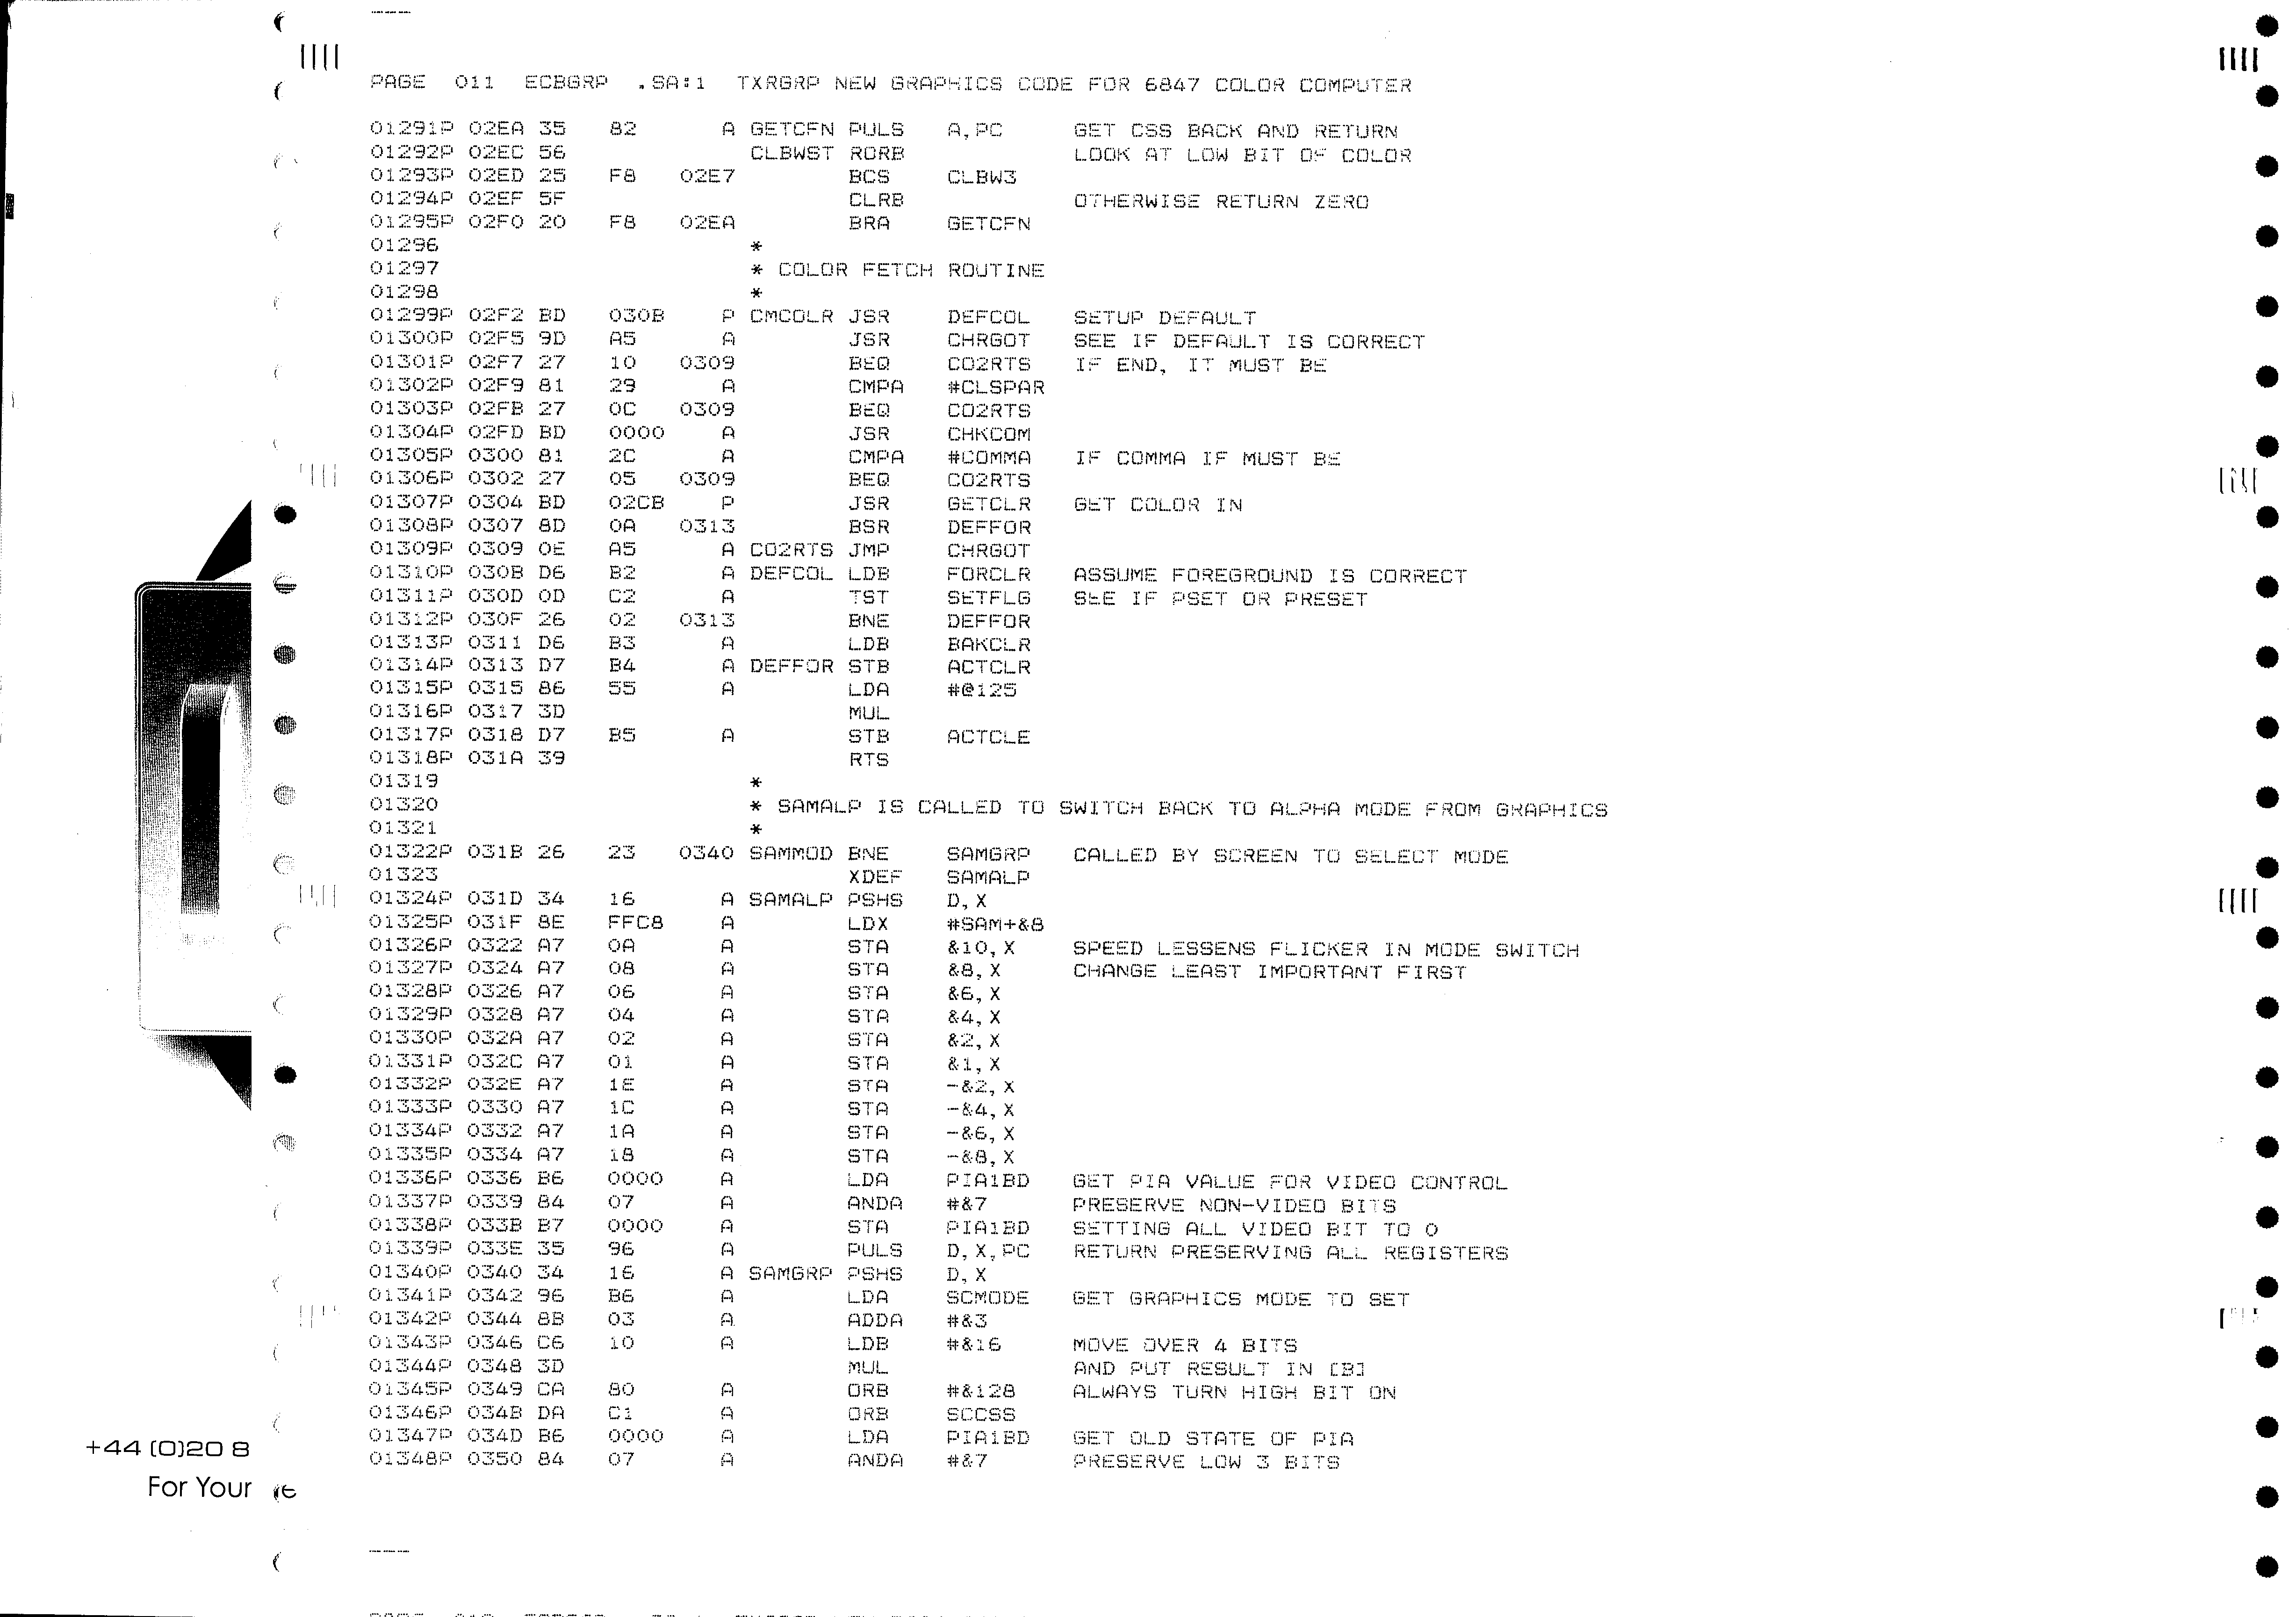 PAGE 011 ECBGRP .SA:1 TXRGRP NEW GRAPHICS CODE FOR 6847 COLOR COMPUTER
01291P 02EA 35 82 A GETCFN PULS A,PC GET CSS BACK AND RETURN
01292P 02EC 56 CLBWST RORB LOOK AT LOW BIT OF COLOR
01293P 02ED 25 F8 02E7 BCS CLBW3
01294P 02EF 5F CLRB OTHERWISE RETURN ZERO
01295P 02F0 20 F8 02EA BRA GETCFN
01296 *
01297 * COLOR FETCH ROUTINE
01298 *
01299P 02F2 BD 030B P CMCOLR JSR DEFCOL SETUP DEFAULT
01300P 02F5 9D A5 A JSR CHRGOT SEE IF DEFAULT IS CORRECT
01301P 02F7 27 10 0309 BEQ CO2RTS IF END, IT MUST BE
01302P 02F9 81 29 A CMPA #CLSPAR
01303P 02FB 27 0C 0309 BEQ CO2RTS
01304P 02FD BD 0000 A JSR CHKCOM
01305P 0300 81 2C A CMPA #COMMA IF COMMA IF MUST BE
01306P 0302 27 05 0309 BEQ CO2RTS
01307P 0304 BD 02CB P JSR GETCLR GET COLOR IN
01308P 0307 8D 0A 0313 BSR DEFFOR
01309P 0309 0E A5 A CO2RTS JMP CHRGOT
01310P 030B D6 B2 A DEFCOL LDB FORCLR ASSUME FOREGROUND IS CORRECT
01311P 030D 0D C2 A TST SETFLG SEE IF PSET OR PRESET
01312P 030F 26 02 0313 BNE DEFFOR
01313P 0311 D6 B3 A LDB BAKCLR
01314P 0313 D7 B4 A DEFFOR STB ACTCLR
01315P 0315 86 55 A LDA #@125
01316P 0317 3D MUL
01317P 0318 D7 B5 A STB ACTCLE
01318P 031A 39 RTS
01319 *
01320 * SAMALP IS CALLED TO SWITCH BACK TO ALPHA MODE FROM GRAPHICS
01321 *
01322P 031B 26 23 0340 SAMMOD BNE SAMGRP CALLED BY SCREEN TO SELECT MODE
01323 XDEF SAMALP
01324P 031D 34 16 A SAMALP PSHS D,X
01325P 031F 8E FFC8 A LDX #SAM+&8
01326P 0322 A7 0A A STA &10,X SPEED LESSENS FLICKER IN MODE SWITCH
01327P 0324 A7 08 A STA &8,X CHANGE LEAST IMPORTANT FIRST
01328P 0326 A7 06 A STA &6,X
01329P 0328 A7 04 A STA &4,X
01330P 032A A7 02 A STA &2,X
01331P 032C A7 01 A STA &1,X
01332P 032E A7 1E A STA -&2,X
01333P 0330 A7 1C A STA -&4,X
01334P 0332 A7 1A A STA -&6,X
01335P 0334 A7 18 A STA -&8,X
01336P 0336 B6 0000 A LDA PIA1BD GET PIA VALUE FOR VIDEO CONTROL
01337P 0339 84 07 A ANDA #&7 PRESERVE NON-VIDEO BITS
01338P 033B B7 0000 A STA PIA1BD SETTING ALL VIDEO BIT TO 0
01339P 033E 35 96 A PULS D,X,PC RETURN PRESERVING ALL REGISTERS
01340P 0340 34 16 A SAMGRP PSHS D,X
01341P 0342 96 B6 A LDA SCMODE GET GRAPHICS MODE TO SET
01342P 0344 8B 03 A ADDA #&3
01343P 0346 C6 10 A LDB #&16 MOVE OVER 4 BITS
01344P 0348 3D MUL AND PUT RESULT IN [B]
01345P 0349 CA 80 A ORB #&128 ALWAYS TURN HIGH BIT ON
01346P 034B DA C1 A ORB SCCSS
01347P 034D B6 0000 A LDA PIA1BD GET OLD STATE OF PIA
01348P 0350 84 07 A ANDA #&7 PRESERVE LOW 3 BITS
+44 (0)20 8
For Your